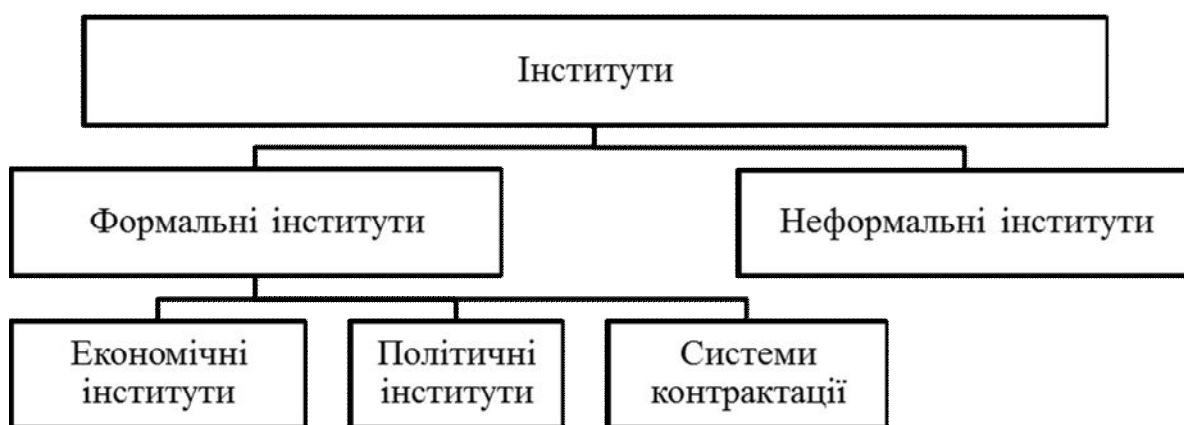 Інститути
Формальні інститути
Неформальні інститути
Економічні
інститути
Політичні
інститути
Системи
контрактації